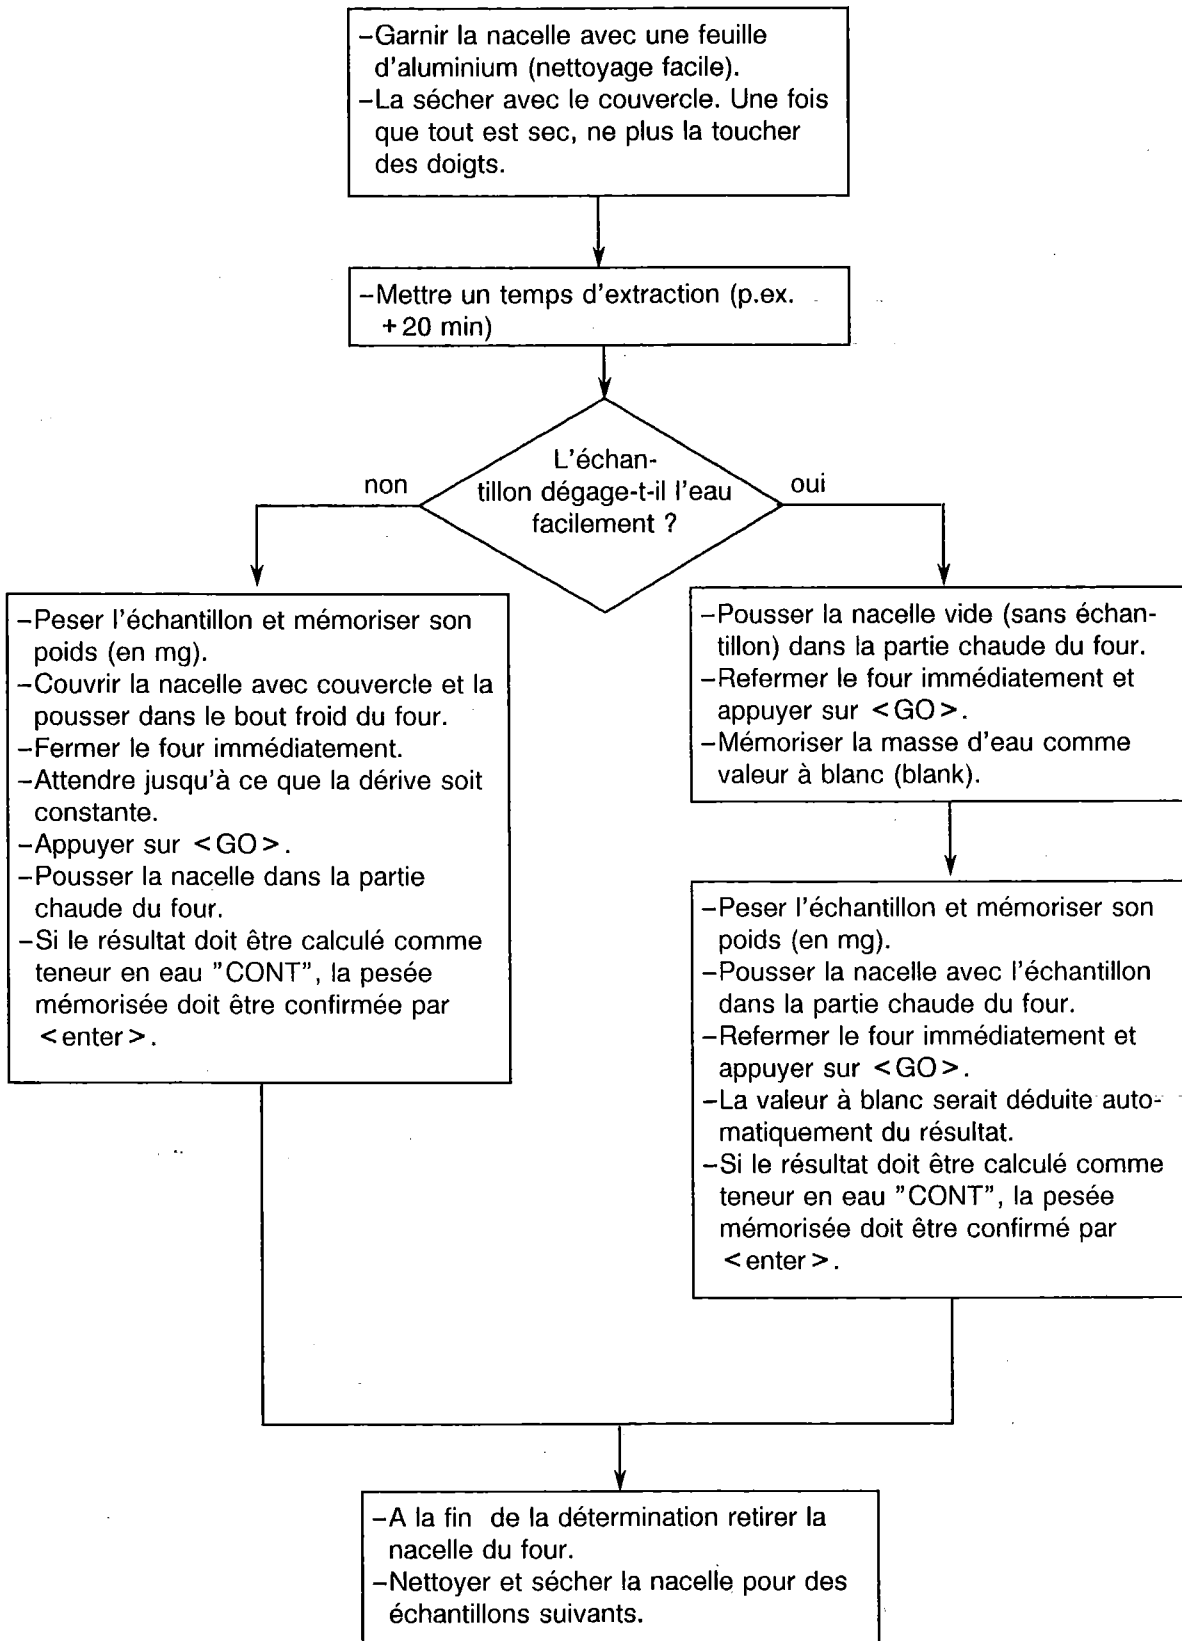 –Garnir la nacelle avec une feuille
d'aluminium (nettoyage facile).
–La sécher avec le couvercle. Une fois
que tout est sec, ne plus la toucher
des doigts.
–Mettre un temps d'extraction (p.ex.
+20 min)
L'échan-
tillon dégage-t-il l'eau
facilement ?
non
oui
–Peser l'échantillon et mémoriser son
poids (en mg).
–Couvrir la nacelle avec couvercle et la
pousser dans le bout froid du four.
–Fermer le four immédiatement.
–Attendre jusqu'à ce que la dérive soit
constante.
–Appuyer sur <GO>.
–Pousser la nacelle dans la partie
chaude du four.
–Si le résultat doit être calculé comme
teneur en eau "CONT", la pesée
mémorisée doit être confirmée par
<enter>.
–Pousser la nacelle vide (sans échan-
tillon) dans la partie chaude du four.
–Refermer le four immédiatement et
appuyer sur <GO>.
–Mémoriser la masse d'eau comme
valeur à blanc (blank).
–Peser l'échantillon et mémoriser son
poids (en mg).
–Pousser la nacelle avec l'échantillon
dans la partie chaude du four.
–Refermer le four immédiatement et
appuyer sur <GO>.
–La valeur à blanc serait déduite auto-
matiquement du résultat.
–Si le résultat doit être calculé comme
teneur en eau "CONT", la pesée
mémorisée doit être confirmé par
<enter>.
–A la fin de la détermination retirer la
nacelle du four.
–Nettoyer et sécher la nacelle pour des
échantillons suivants.